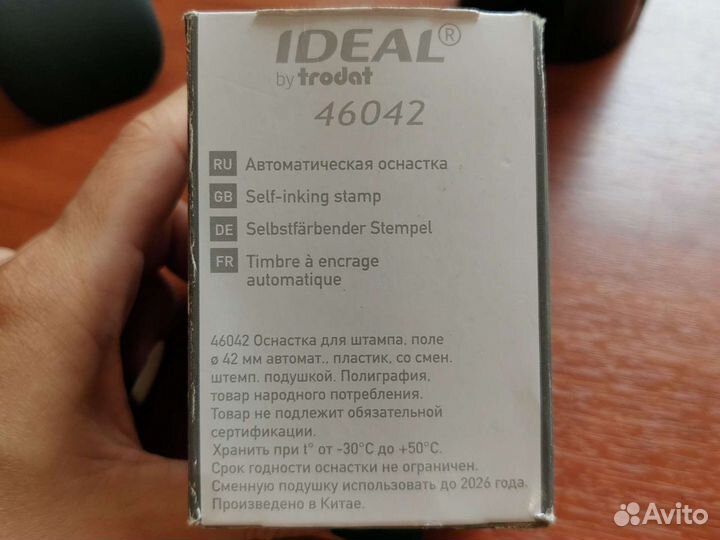 IDEAL®
by trodat
46042
RU Автоматическая оснастка
GB Self-inking stamp
DE Selbstfärbender Stempel
FR Timbre à encrage
automatique
46042 Оснастка для штампа, поле
ø 42 мм автомат., пластик, со смен.
штемп. подушкой. Полиграфия,
товар народного потребления.
Товар не подлежит обязательной
сертификации.
Хранить при t° от -30°C до +50°C.
Срок годности оснастки не ограничен.
Сменную подушку использовать до 2026 года.
Произведено в Китае.
Avito